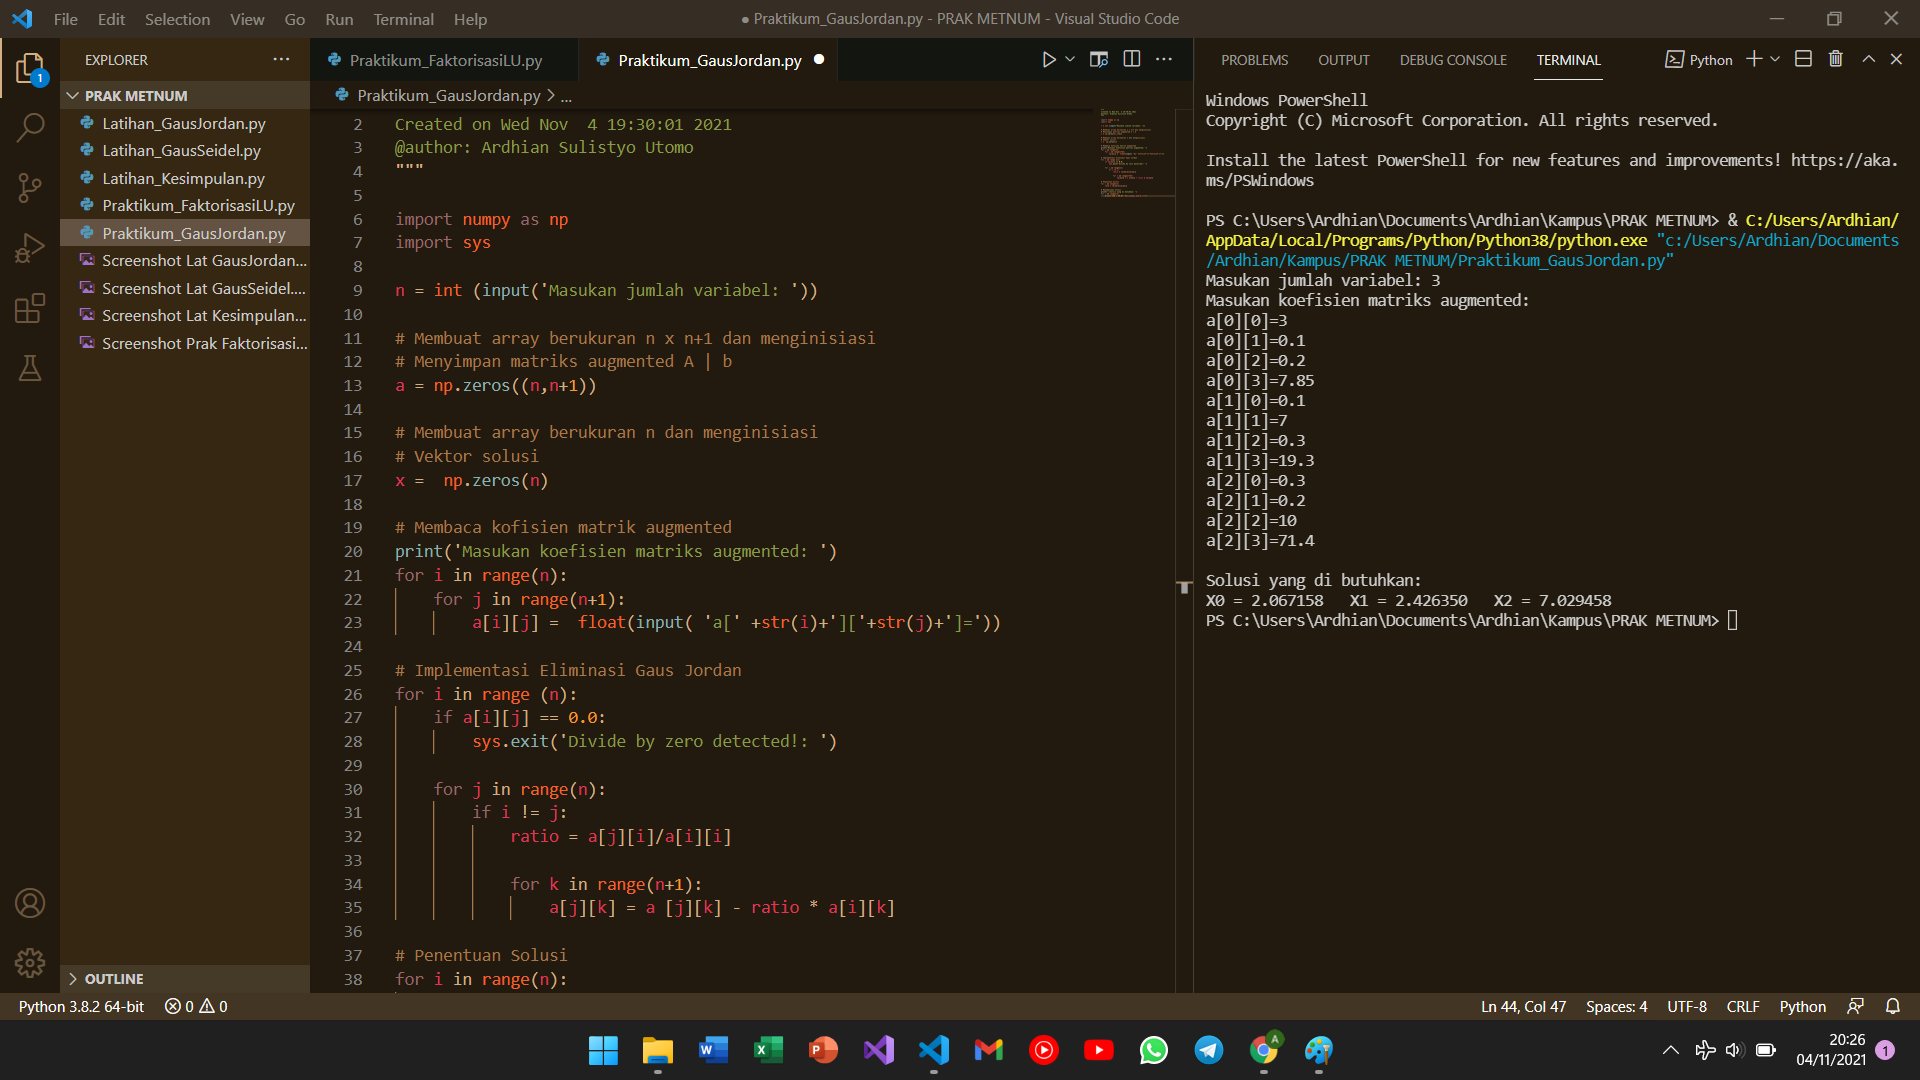 File Edit Selection View Go Run Terminal Help
● Praktikum_GausJordan.py - PRAK METNUM - Visual Studio Code
EXPLORER
PRAK METNUM
Latihan_GausJordan.py
Latihan_GausSeidel.py
Latihan_Kesimpulan.py
Praktikum_FaktorisasiLU.py
Praktikum_GausJordan.py
Screenshot Lat GausJordan...
Screenshot Lat GausSeidel....
Screenshot Lat Kesimpulan...
Screenshot Prak Faktorisasi...
OUTLINE
1
Praktikum_FaktorisasiLU.py
Praktikum_GausJordan.py
Praktikum_GausJordan.py > ...
2 Created on Wed Nov  4 19:30:01 2021
3 @author: Ardhian Sulistyo Utomo
4 """
5
6 import numpy as np
7 import sys
8
9 n = int (input('Masukan jumlah variabel: '))
10
11 # Membuat array berukuran n x n+1 dan menginisiasi
12 # Menyimpan matriks augmented A | b
13 a = np.zeros((n,n+1))
14
15 # Membuat array berukuran n dan menginisiasi
16 # Vektor solusi
17 x =  np.zeros(n)
18
19 # Membaca kofisien matrik augmented
20 print('Masukan koefisien matriks augmented: ')
21 for i in range(n):
22     for j in range(n+1):
23         a[i][j] =  float(input( 'a[' +str(i)+']['+str(j)+']='))
24
25 # Implementasi Eliminasi Gaus Jordan
26 for i in range (n):
27     if a[i][j] == 0.0:
28         sys.exit('Divide by zero detected!: ')
29
30     for j in range(n):
31         if i != j:
32             ratio = a[j][i]/a[i][i]
33
34             for k in range(n+1):
35                 a[j][k] = a [j][k] - ratio * a[i][k]
36
37 # Penentuan Solusi
38 for i in range(n):
PROBLEMS OUTPUT DEBUG CONSOLE TERMINAL
Python
Windows PowerShell
Copyright (C) Microsoft Corporation. All rights reserved.
Install the latest PowerShell for new features and improvements! https://aka.
ms/PSWindows
PS C:\Users\Ardhian\Documents\Ardhian\Kampus\PRAK METNUM> & C:/Users/Ardhian/
AppData/Local/Programs/Python/Python38/python.exe "c:/Users/Ardhian/Documents
/Ardhian/Kampus/PRAK METNUM/Praktikum_GausJordan.py"
Masukan jumlah variabel: 3
Masukan koefisien matriks augmented:
a[0][0]=3
a[0][1]=0.1
a[0][2]=0.2
a[0][3]=7.85
a[1][0]=0.1
a[1][1]=7
a[1][2]=0.3
a[1][3]=19.3
a[2][0]=0.3
a[2][1]=0.2
a[2][2]=10
a[2][3]=71.4
Solusi yang di butuhkan:
X0 = 2.067158   X1 = 2.426350   X2 = 7.029458
PS C:\Users\Ardhian\Documents\Ardhian\Kampus\PRAK METNUM>
Python 3.8.2 64-bit 0 0
Ln 44, Col 47 Spaces: 4 UTF-8 CRLF Python
A
20:26
04/11/2021
1